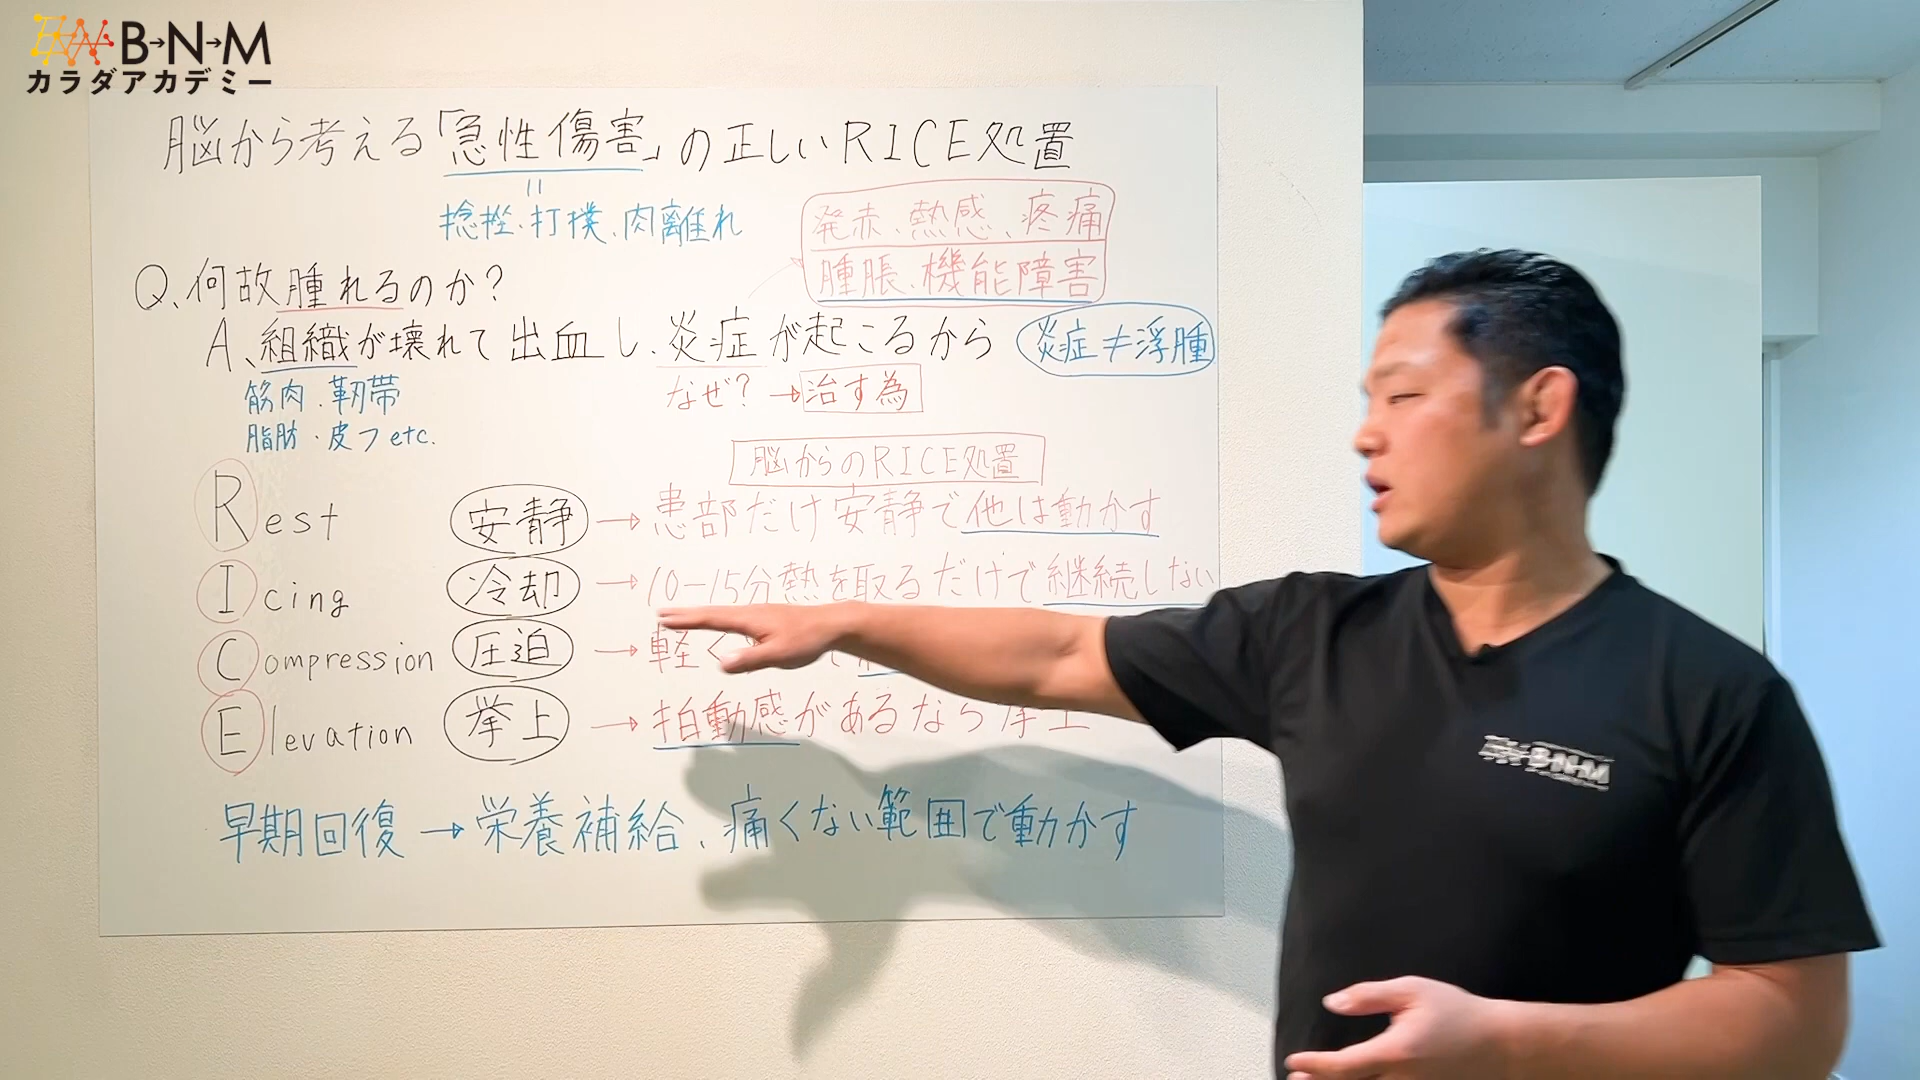 B→N→M
カラダアカデミー
脳から考える「急性傷害」の正しいRICE処置
=
捻挫、打撲、肉離れ
発赤、熱感、疼痛
腫脹、機能障害
Q、何故腫れるのか？
A、組織が壊れて出血し、炎症が起こるから
炎症≠浮腫
筋肉、靭帯
脂肪・皮フetc.
なぜ？→治す為
脳からのRICE処置
Rest 安静→患部だけ安静で他は動かす
Icing 冷却→10-15分熱を取るだけで継続しない
Compression 圧迫→軽く
Elevation 挙上→拍動感があるなら挙上
早期回復→栄養補給、痛くない範囲で動かす
B→N→M